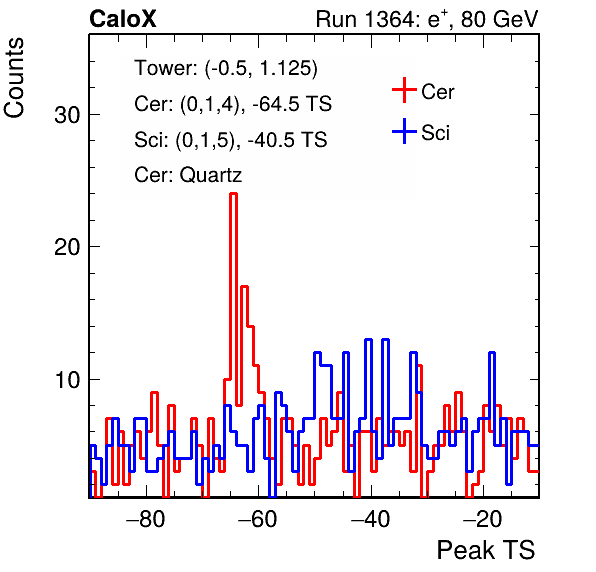 CaloX Run 1364: e⁺, 80 GeV
Counts
Tower: (-0.5, 1.125)
Cer: (0,1,4), -64.5 TS
Sci: (0,1,5), -40.5 TS
Cer: Quartz
Cer
Sci
30
20
10
−80 −60 −40 −20
Peak TS